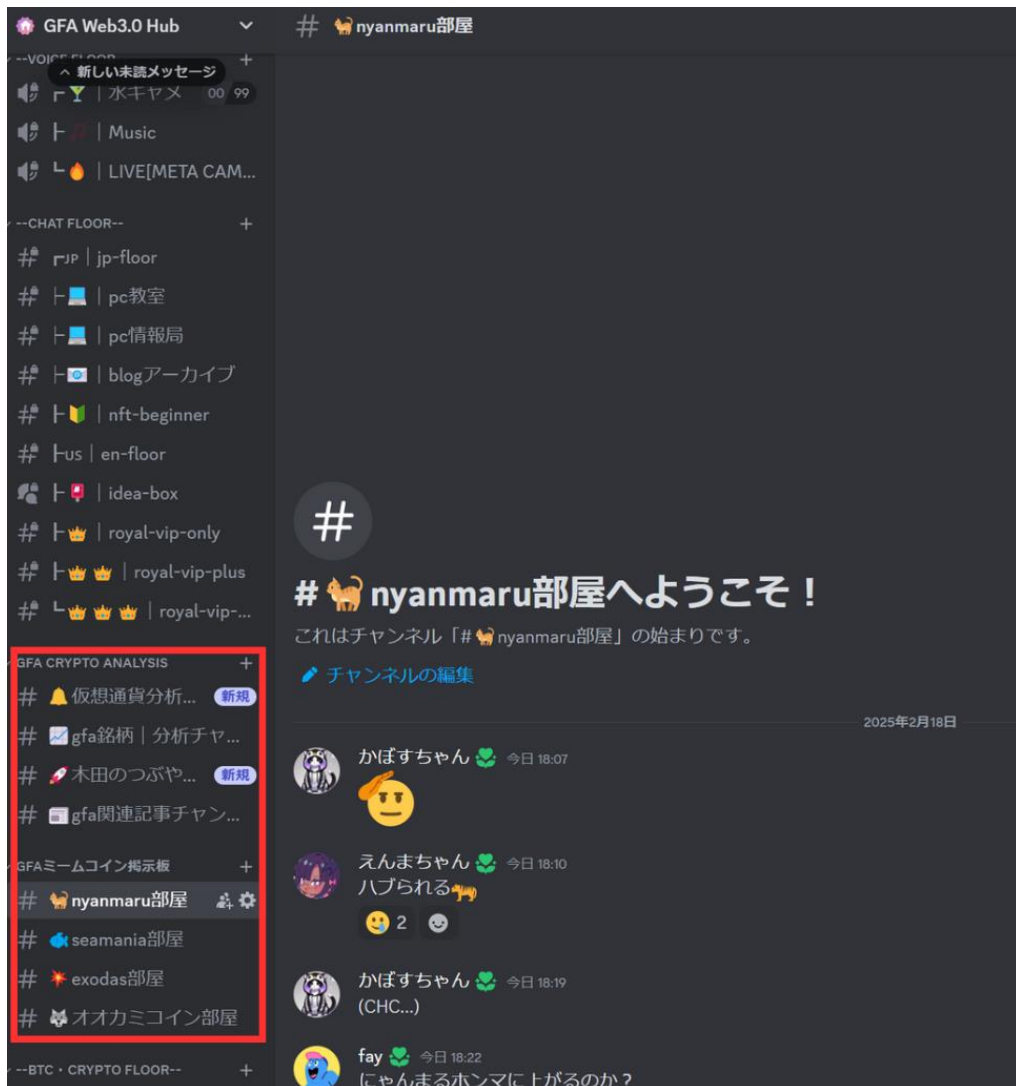 GFA Web3.0 Hub
新しい未読メッセージ
水キャメ 00 99
Music
LIVE[META CAM...
--CHAT FLOOR--
JP | jp-floor
| pc教室
| pc情報局
| blogアーカイブ
| nft-beginner
US | en-floor
| idea-box
| royal-vip-only
| royal-vip-plus
| royal-vip-...
GFA CRYPTO ANALYSIS
仮想通貨分析... 新規
gfa銘柄｜分析チャ...
木田のつぶや... 新規
gfa関連記事チャン...
GFAミームコイン掲示板
nyanmaru部屋
seamania部屋
exodas部屋
オオカミコイン部屋
--BTC・CRYPTO FLOOR--
# nyanmaru部屋
# nyanmaru部屋へようこそ！
これはチャンネル「# nyanmaru部屋」の始まりです。
チャンネルの編集
2025年2月18日
かぼすちゃん 今日 18:07
えんまちゃん 今日 18:10
ハブられる
2
かぼすちゃん 今日 18:19
(CHC...)
fay 今日 18:22
にゃんまるホンマに上がるのか？